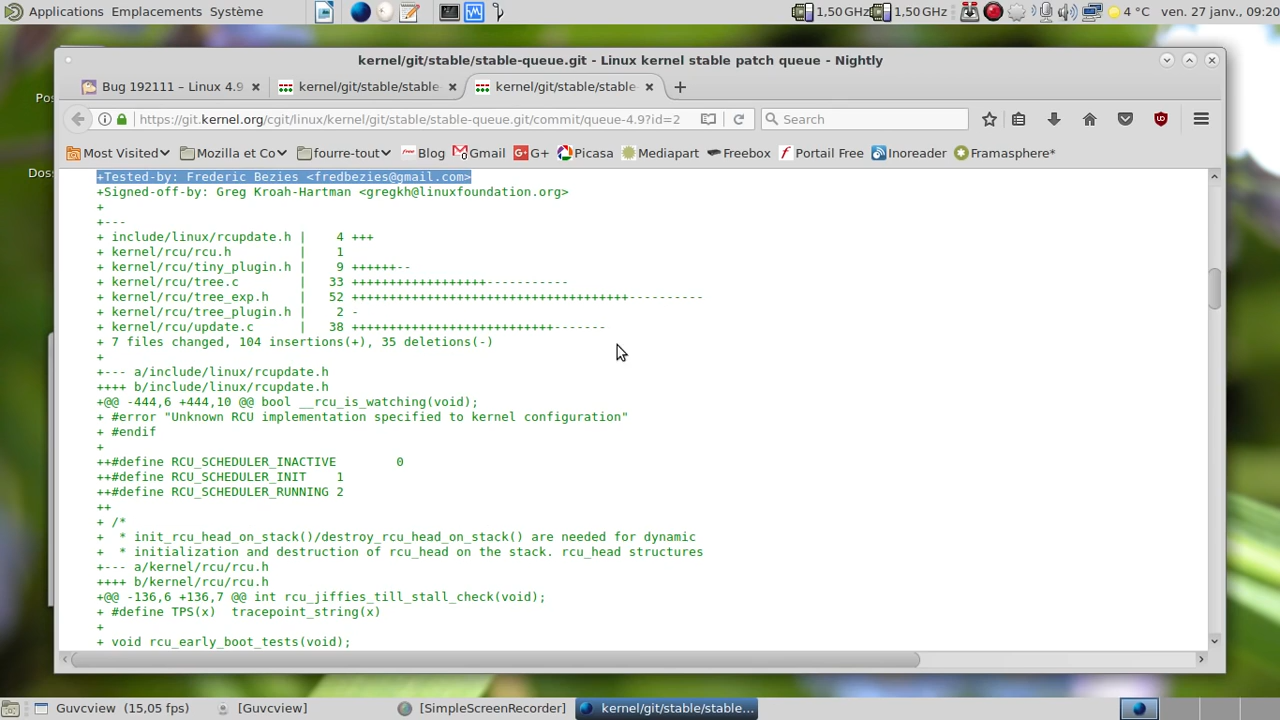 Applications Emplacements Système
1,50 GHz 1,50 GHz 4 °C ven. 27 janv., 09:20
kernel/git/stable/stable-queue.git - Linux kernel stable patch queue - Nightly
Bug 192111 – Linux 4.9 kernel/git/stable/stable- kernel/git/stable/stable-
https://git.kernel.org/cgit/linux/kernel/git/stable/stable-queue.git/commit/queue-4.9?id=2 Search
Most Visited Mozilla et Co fourre-tout Blog Gmail G+ Picasa Mediapart Freebox Portail Free Inoreader Framasphere*
+Tested-by: Frederic Bezies <fredbezies@gmail.com>
+Signed-off-by: Greg Kroah-Hartman <gregkh@linuxfoundation.org>
+
+---
+ include/linux/rcupdate.h | 4 +++
+ kernel/rcu/rcu.h | 1
+ kernel/rcu/tiny_plugin.h | 9 ++++++--
+ kernel/rcu/tree.c | 33 ++++++++++++++++++-----------
+ kernel/rcu/tree_exp.h | 52 +++++++++++++++++++++++++++++++++++++----------
+ kernel/rcu/tree_plugin.h | 2 -
+ kernel/rcu/update.c | 38 +++++++++++++++++++++++++++-------
+ 7 files changed, 104 insertions(+), 35 deletions(-)
+
+--- a/include/linux/rcupdate.h
++++ b/include/linux/rcupdate.h
+@@ -444,6 +444,10 @@ bool __rcu_is_watching(void);
+ #error "Unknown RCU implementation specified to kernel configuration"
+ #endif
+
++#define RCU_SCHEDULER_INACTIVE 0
++#define RCU_SCHEDULER_INIT 1
++#define RCU_SCHEDULER_RUNNING 2
++
+ /*
+ * init_rcu_head_on_stack()/destroy_rcu_head_on_stack() are needed for dynamic
+ * initialization and destruction of rcu_head on the stack. rcu_head structures
+--- a/kernel/rcu/rcu.h
++++ b/kernel/rcu/rcu.h
+@@ -136,6 +136,7 @@ int rcu_jiffies_till_stall_check(void);
+ #define TPS(x) tracepoint_string(x)
+
+ void rcu_early_boot_tests(void);
Guvcview (15,05 fps) [Guvcview] [SimpleScreenRecorder] kernel/git/stable/stable...